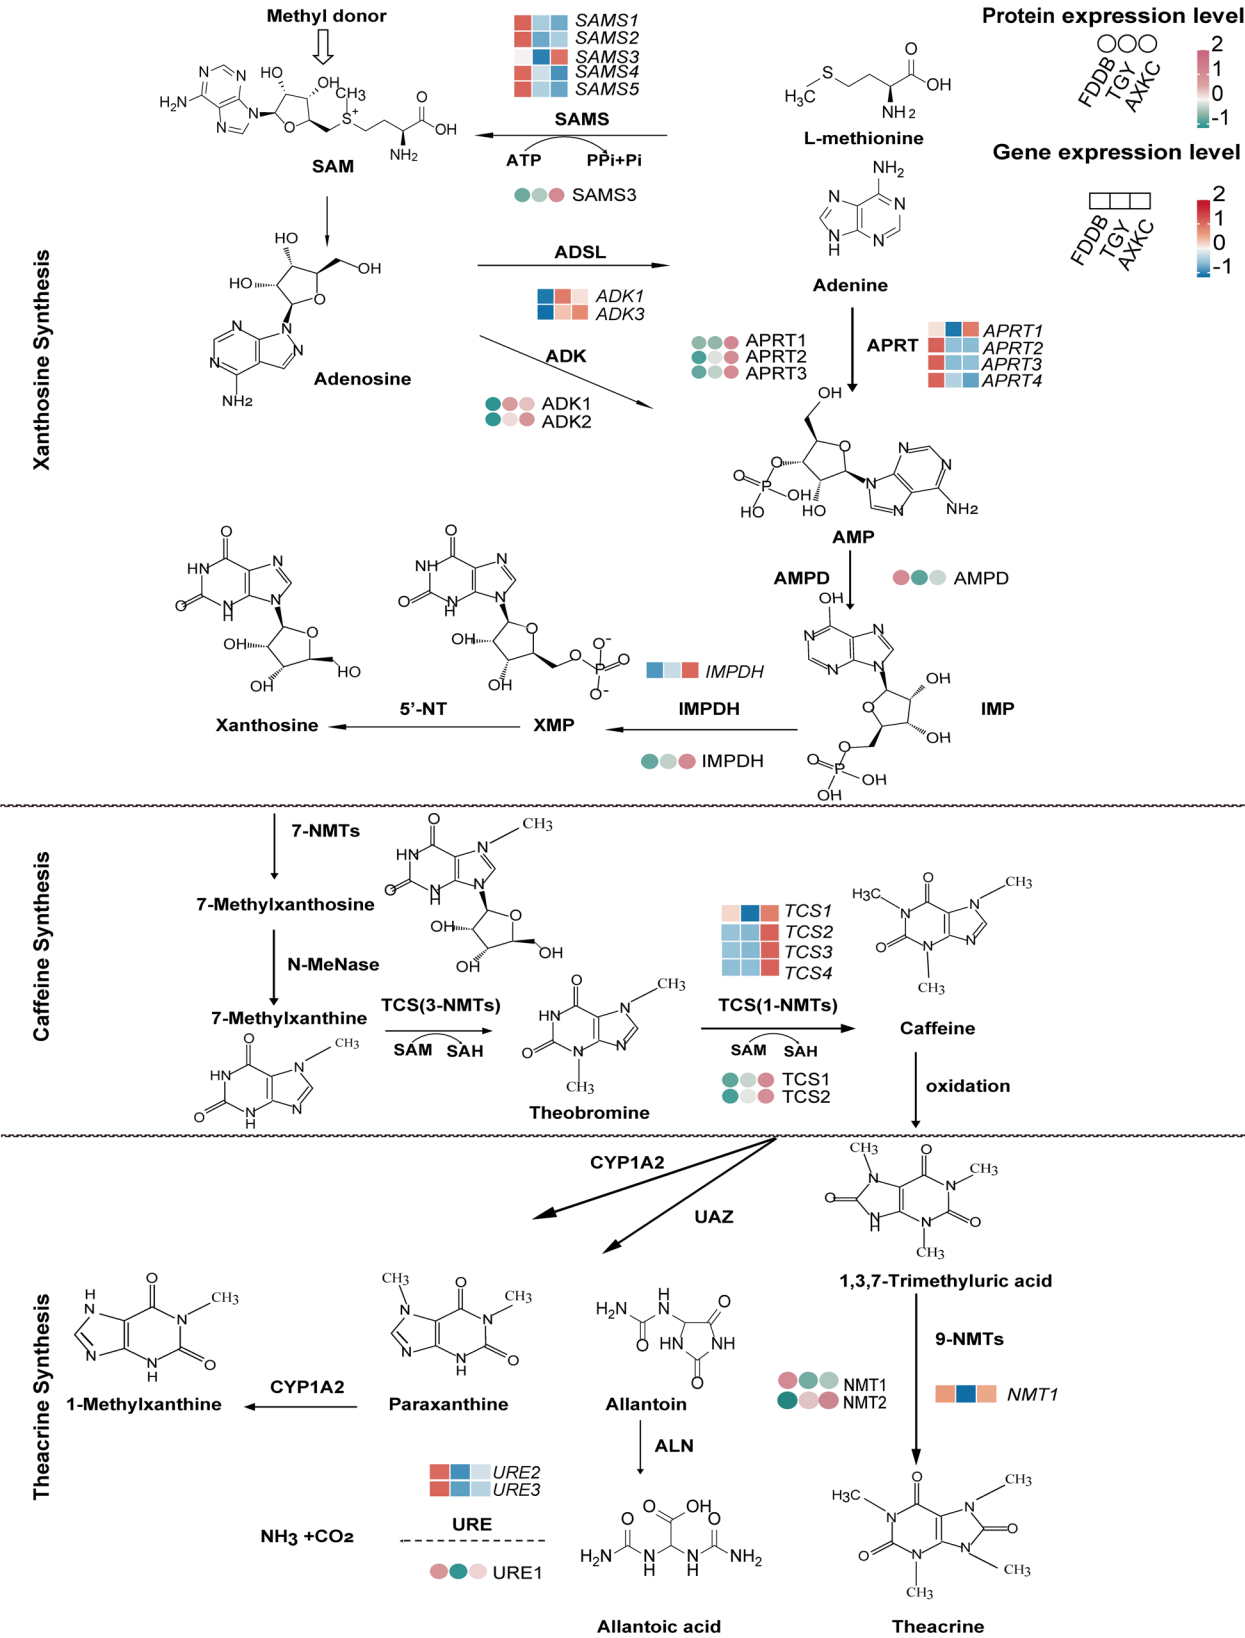 Methyl donor
SAMS1
SAMS2
SAMS3
SAMS4
SAMS5
Protein expression level
FDDB
TGY
AXKC
2
1
0
-1
Gene expression level
FDDB
TGY
AXKC
2
1
0
-1
SAM
SAMS
ATP
PPi+Pi
SAMS3
L-methionine
Adenine
Xanthosine Synthesis
Adenosine
ADSL
ADK1
ADK3
ADK
ADK1
ADK2
APRT1
APRT2
APRT3
APRT
APRT1
APRT2
APRT3
APRT4
AMP
AMPD
AMPD
IMP
IMPDH
IMPDH
IMPDH
XMP
5'-NT
Xanthosine
Caffeine Synthesis
7-NMTs
7-Methylxanthosine
N-MeNase
7-Methylxanthine
TCS(3-NMTs)
SAM
SAH
Theobromine
TCS1
TCS2
TCS3
TCS4
TCS(1-NMTs)
SAM
SAH
TCS1
TCS2
Caffeine
oxidation
Theacrine Synthesis
CYP1A2
UAZ
1,3,7-Trimethyluric acid
9-NMTs
NMT1
NMT2
NMT1
1-Methylxanthine
CYP1A2
Paraxanthine
Allantoin
ALN
URE2
URE3
URE
URE1
NH3 +CO2
Allantoic acid
Theacrine